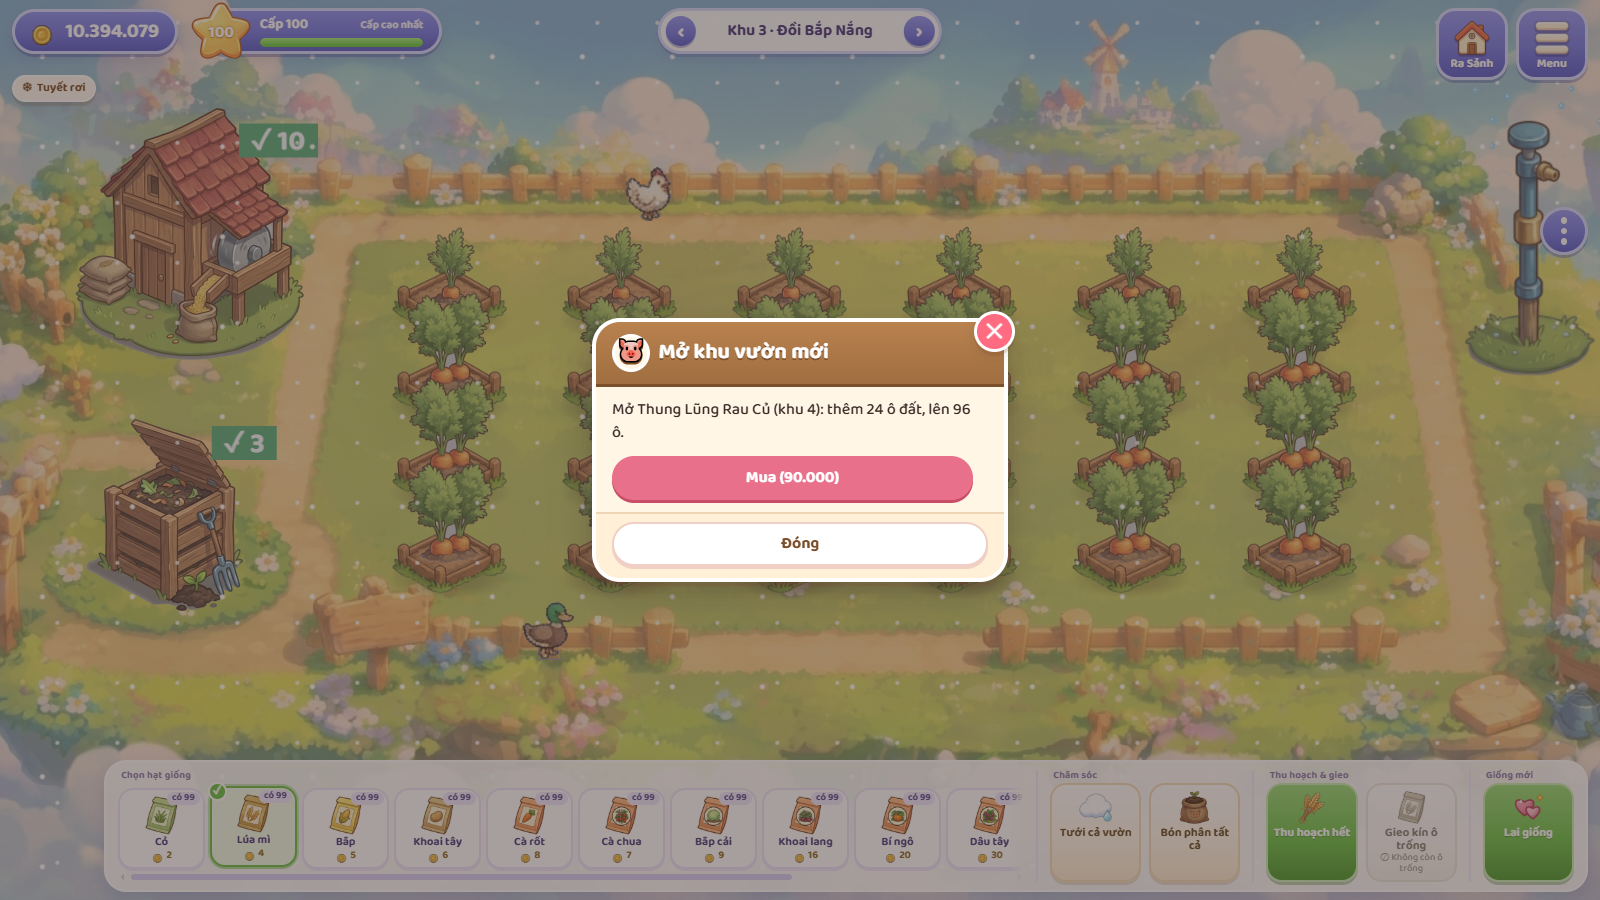 10.394.079
100
Cấp 100
Cấp cao nhất
Khu 3 · Đồi Bắp Nắng
Ra Sảnh
Menu
Tuyết rơi
✓ 10
✓ 3
Mở khu vườn mới
Mở Thung Lũng Rau Củ (khu 4): thêm 24 ô đất, lên 96
ô.
Mua (90.000)
Đóng
Chọn hạt giống
có 99
Cỏ
2
có 99
Lúa mì
4
có 99
Bắp
5
có 99
Khoai tây
6
có 99
Cà rốt
8
có 99
Cà chua
7
có 99
Bắp cải
9
có 99
Khoai lang
16
có 99
Bí ngô
20
có 99
Dâu tây
30
Chăm sóc
Tưới cả vườn
Bón phân tất
cả
Thu hoạch & gieo
Thu hoạch hết
Gieo kín ô
trống
Không còn ô
trống
Giống mới
Lai giống